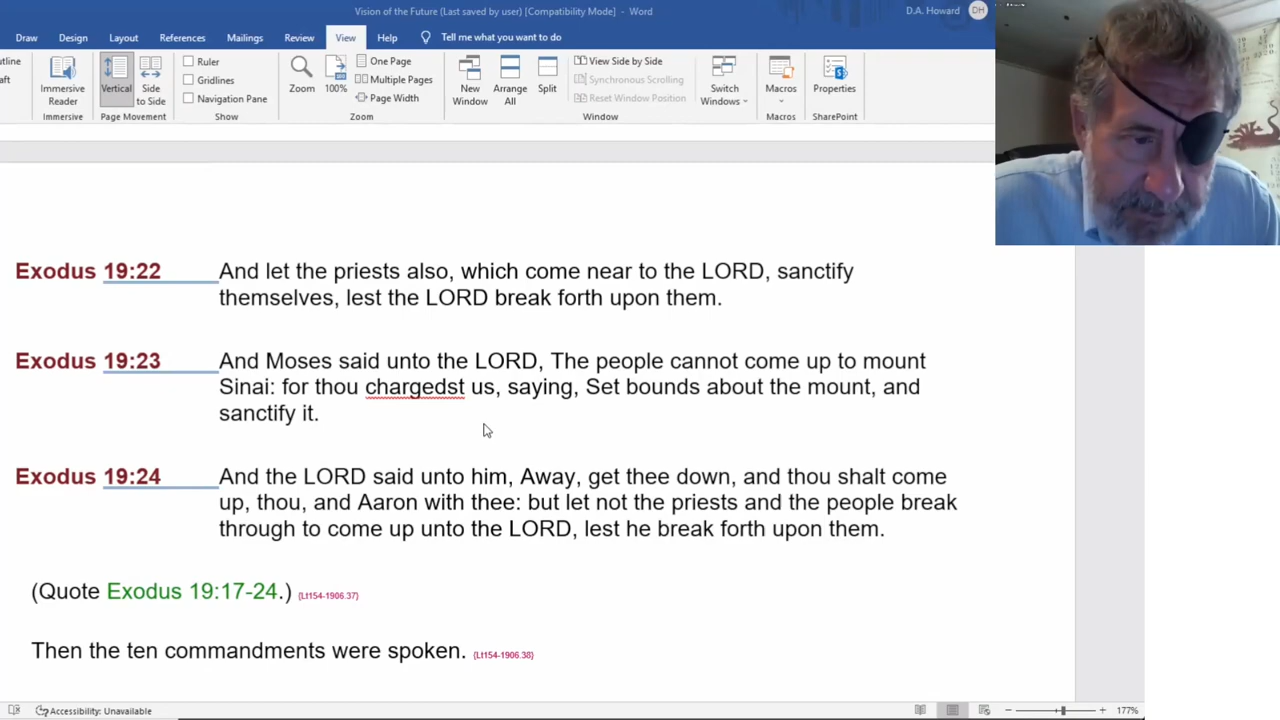 Vision of the Future (Last saved by user) [Compatibility Mode] - Word
D.A. Howard DH
Draw Design Layout References Mailings Review View Help Tell me what you want to do
Immersive Reader
Immersive
Vertical Side to Side
Page Movement
Ruler
Gridlines
Navigation Pane
Show
Zoom 100%
One Page
Multiple Pages
Page Width
Zoom
New Window Arrange All Split
View Side by Side
Synchronous Scrolling
Reset Window Position
Switch Windows
Window
Macros
Macros
Properties
SharePoint
Exodus 19:22 And let the priests also, which come near to the LORD, sanctify
themselves, lest the LORD break forth upon them.
Exodus 19:23 And Moses said unto the LORD, The people cannot come up to mount
Sinai: for thou chargedst us, saying, Set bounds about the mount, and
sanctify it.
Exodus 19:24 And the LORD said unto him, Away, get thee down, and thou shalt come
up, thou, and Aaron with thee: but let not the priests and the people break
through to come up unto the LORD, lest he break forth upon them.
(Quote Exodus 19:17-24.) {Lt154-1906.37}
Then the ten commandments were spoken. {Lt154-1906.38}
Accessibility: Unavailable
177%